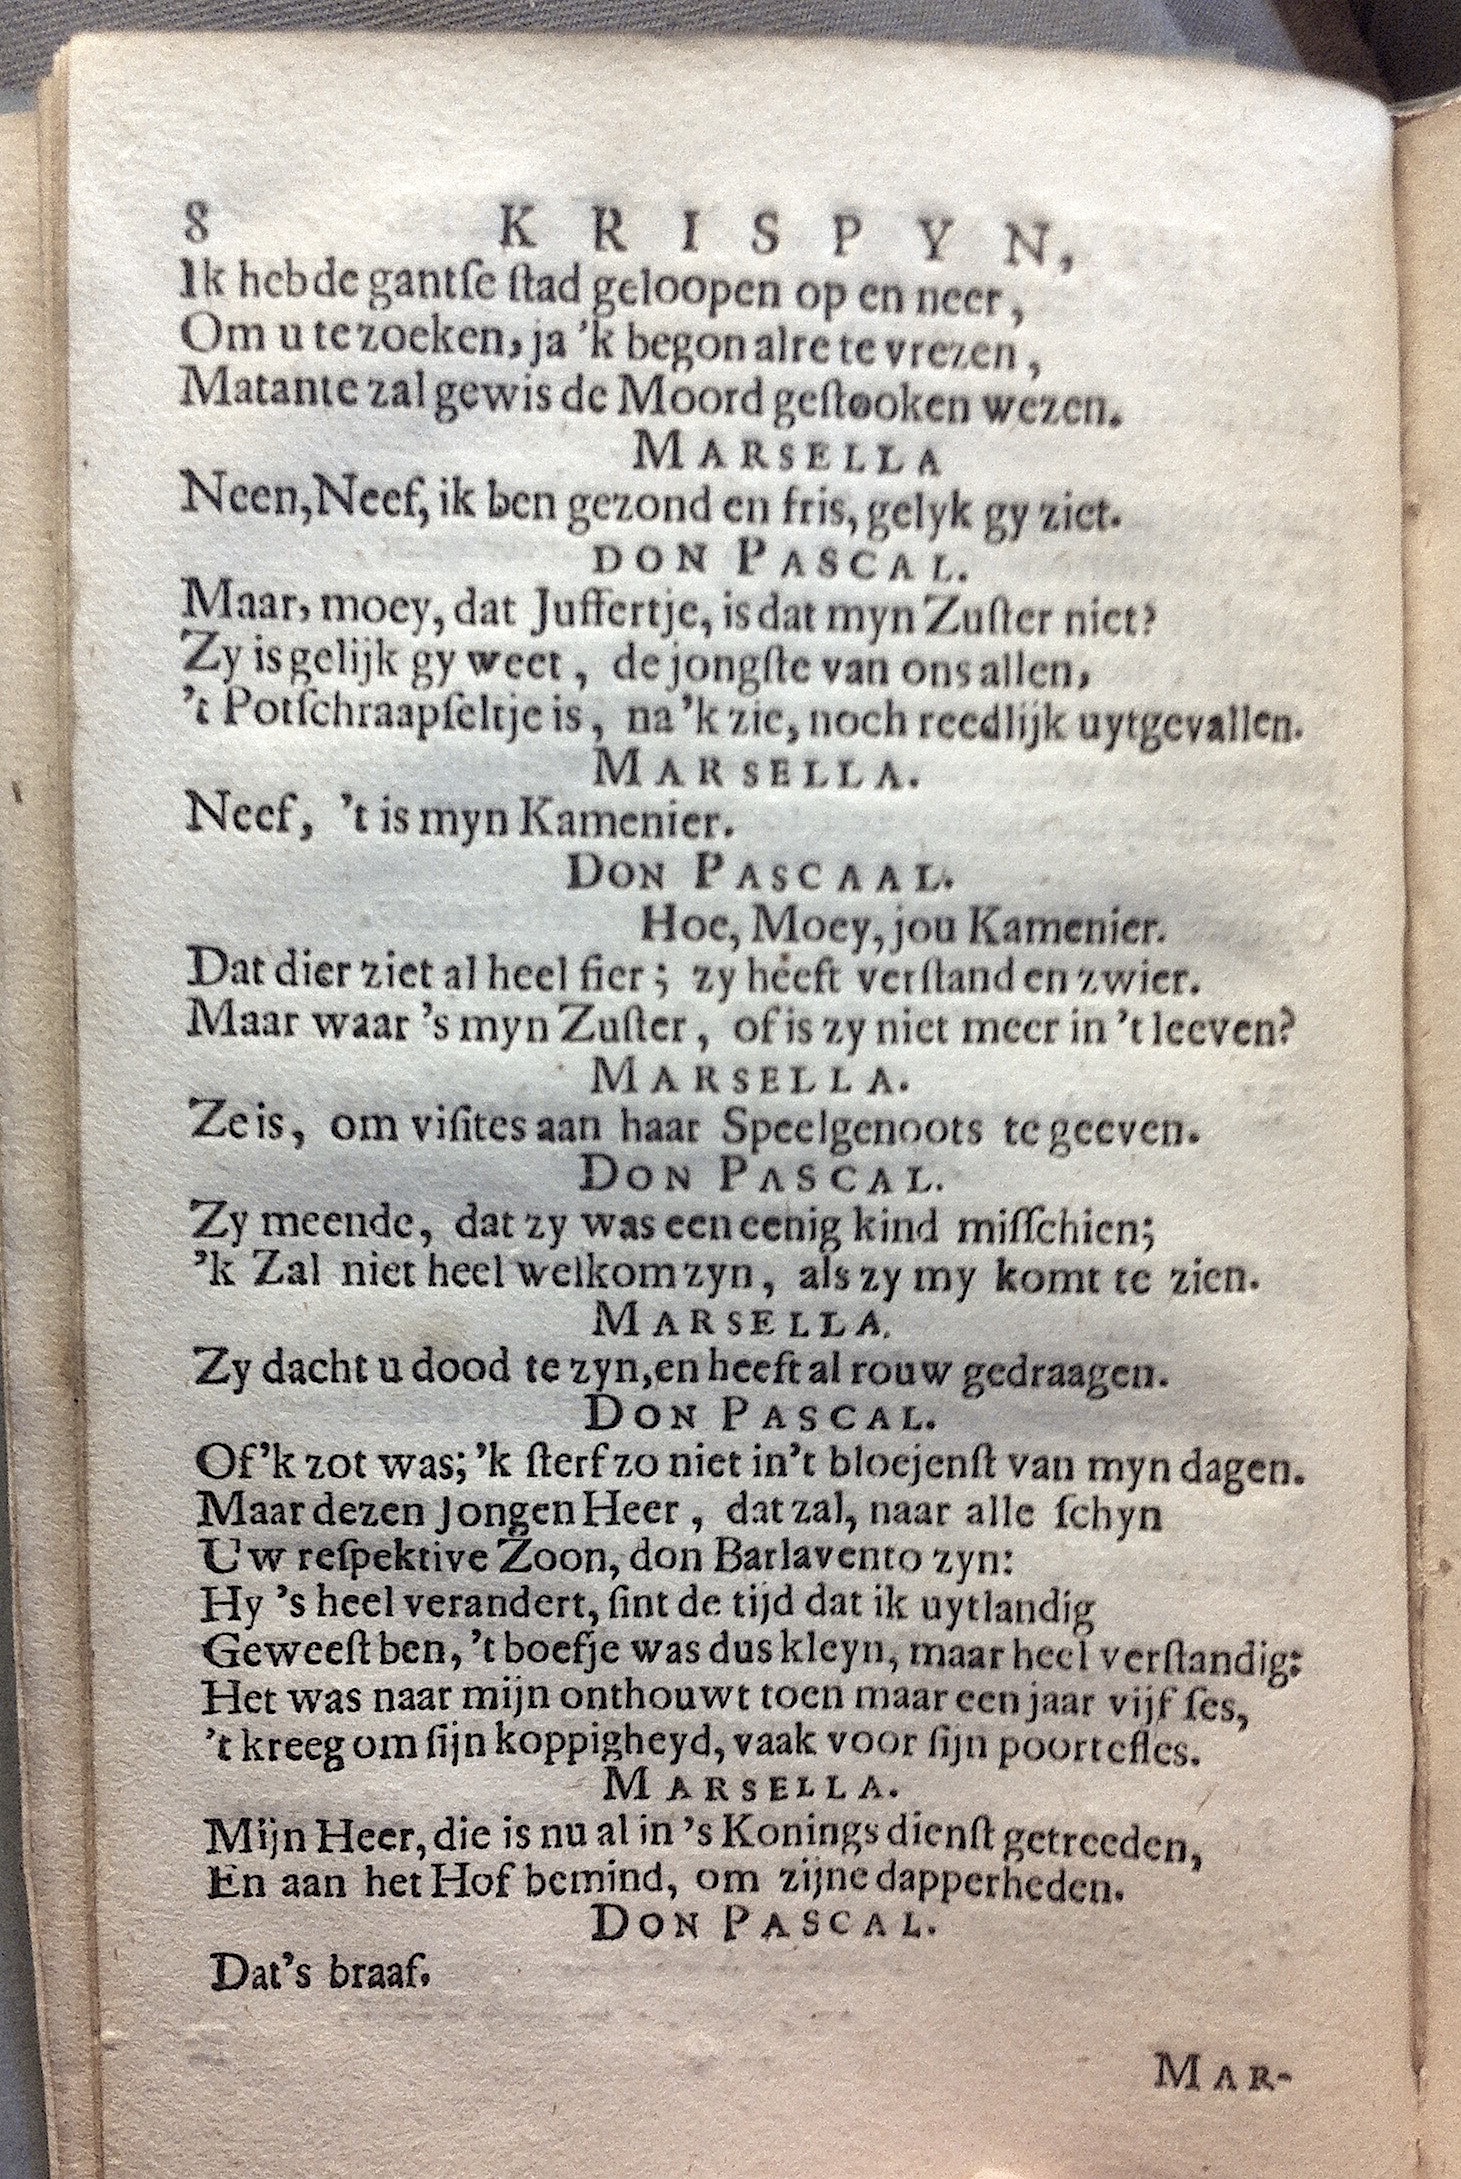 8 KRISPYN,
Ik heb de gantſe ſtad geloopen op en neer,
Om u te zoeken, ja 'k begon alre te vrezen,
Matante zal gewis de Moord geſtooken wezen.
MARSELLA
Neen, Neef, ik ben gezond en fris, gelyk gy ziet.
DON PASCAL.
Maar, moey, dat Juffertje, is dat myn Zuſter niet?
Zy is gelijk gy weet, de jongſte van ons allen,
't Potſchraapſeltje is, na 'k zie, noch reedlijk uytgevallen.
MARSELLA.
Neef, 't is myn Kamenier.
DON PASCAAL.
Hoe, Moey, jou Kamenier.
Dat dier ziet al heel fier; zy heeft verſtand en zwier.
Maar waar 's myn Zuſter, of is zy niet meer in 't leeven?
MARSELLA.
Ze is, om viſites aan haar Speelgenoots te geeven.
DON PASCAL.
Zy meende, dat zy was een eenig kind miſſchien;
'k Zal niet heel welkom zyn, als zy my komt te zien.
MARSELLA.
Zy dacht u dood te zyn, en heeft al rouw gedraagen.
DON PASCAL.
Of 'k zot was; 'k ſterf zo niet in 't bloejenſt van myn dagen.
Maar dezen Jongen Heer, dat zal, naar alle ſchyn
Uw reſpektive Zoon, don Barlavento zyn:
Hy 's heel verandert, ſint de tijd dat ik uytlandig
Geweeſt ben, 't boefje was dus kleyn, maar heel verſtandig:
Het was naar mijn onthouwt toen maar een jaar vijf ſes,
't kreeg om ſijn koppigheyd, vaak voor ſijn poort efles.
MARSELLA.
Mijn Heer, die is nu al in 's Konings dienſt getreeden,
En aan het Hof bemind, om zijne dapperheden.
DON PASCAL.
Dat's braaf.
MAR-